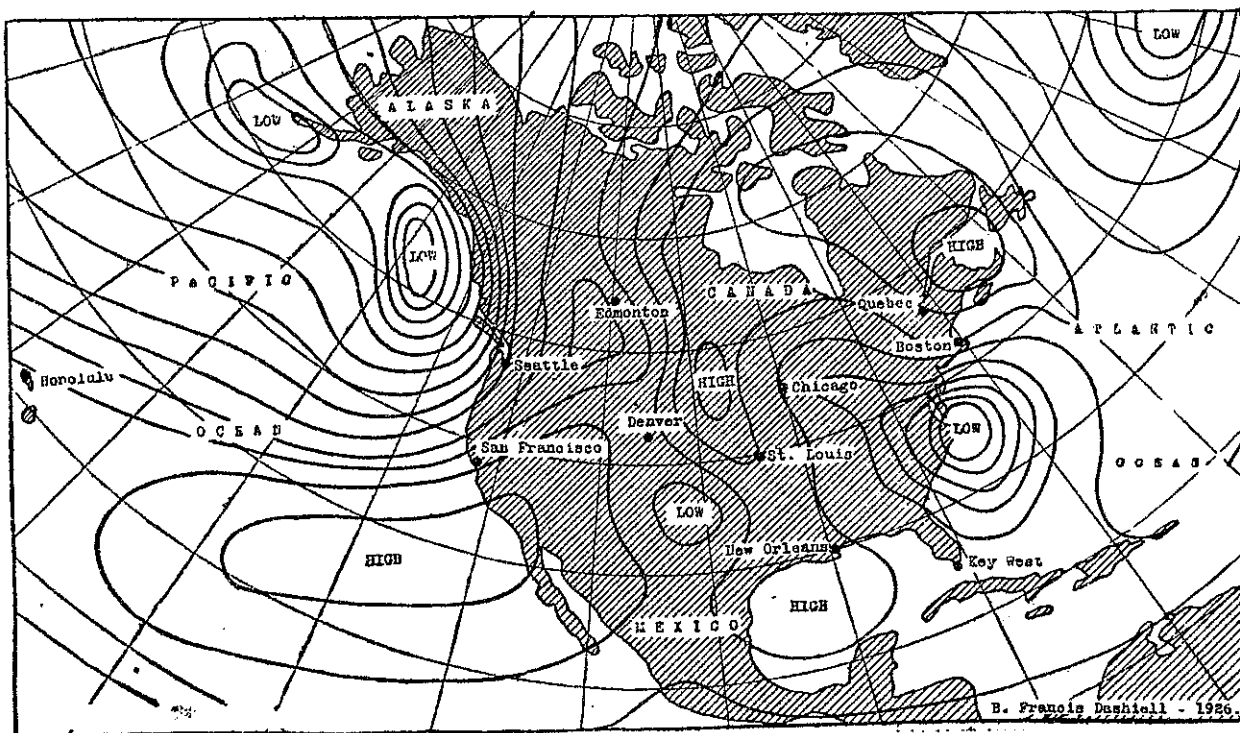 LOW
ALASKA
LOW
HIGH
LOW
PACIFIC
CANADA
Edmonton
Quebec
ATLANTIC
Boston
Seattle
Honolulu
HIGH
Chicago
Denver
OCEAN
LOW
San Francisco
St. Louis
OCEAN
LOW
New Orleans
HIGH
Key West
HIGH
MEXICO
B. Francis Dashiell - 1926.